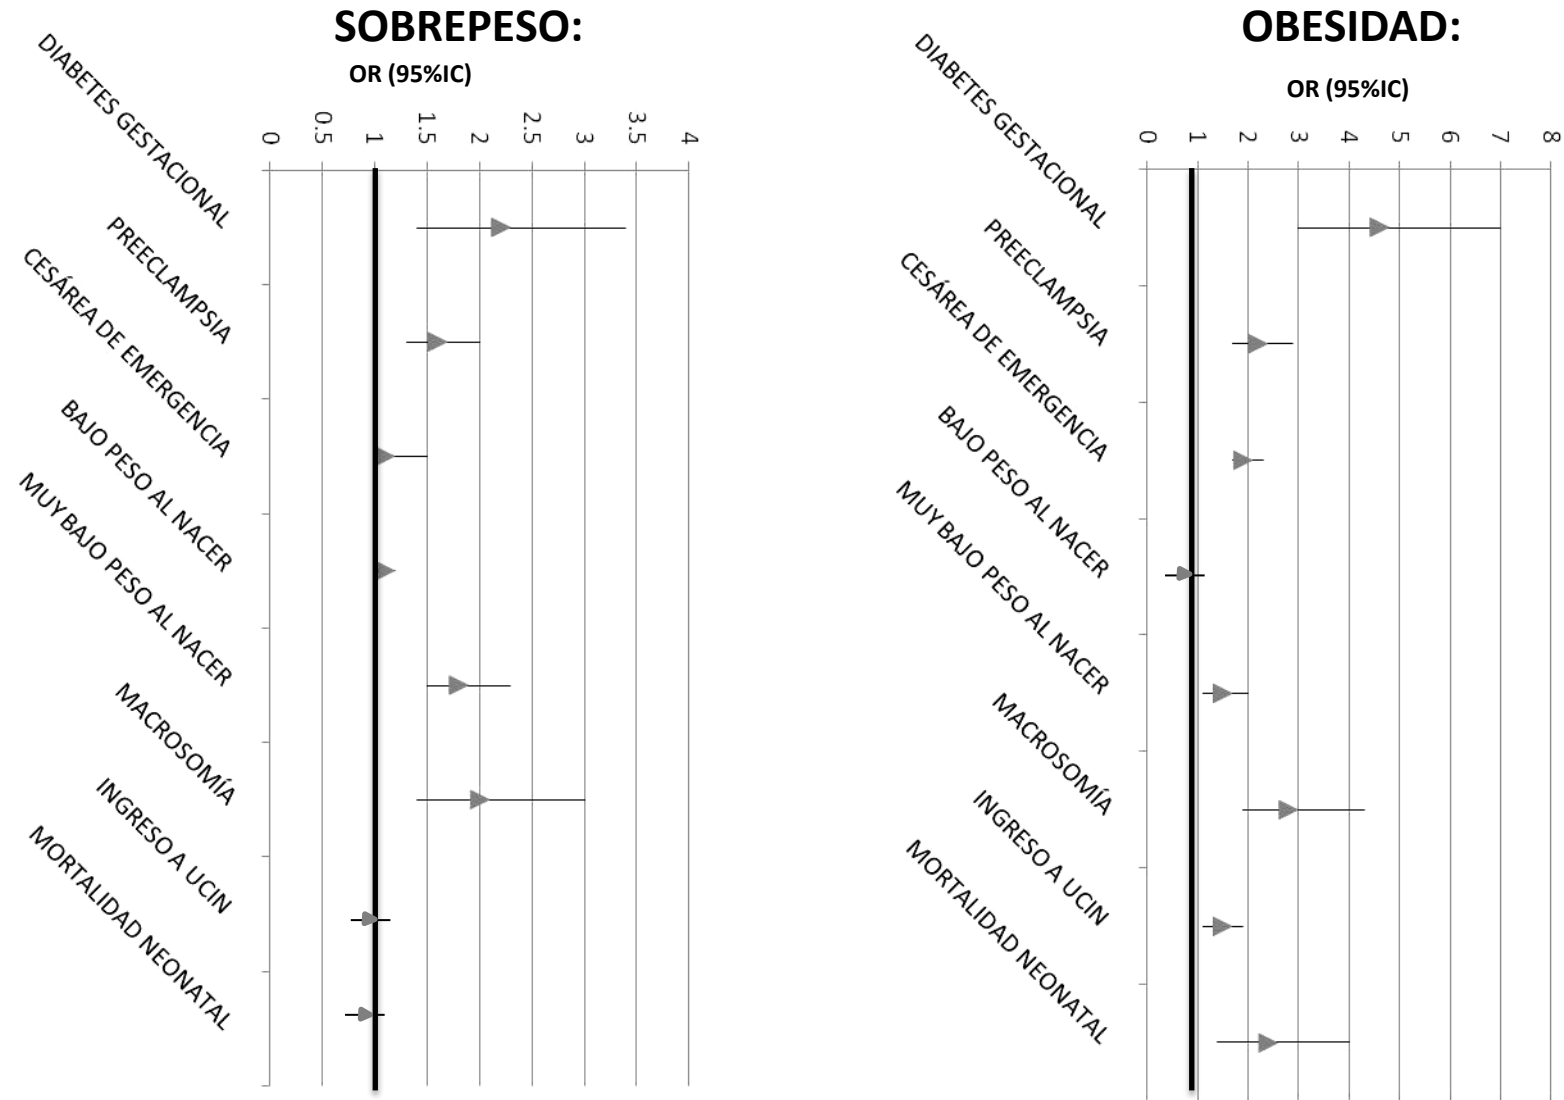 SOBREPESO:
OR (95%IC)
0
0.5
1
1.5
2
2.5
3
3.5
4
DIABETES GESTACIONAL
PREECLAMPSIA
CESÁREA DE EMERGENCIA
BAJO PESO AL NACER
MUY BAJO PESO AL NACER
MACROSOMÍA
INGRESO A UCIN
MORTALIDAD NEONATAL
OBESIDAD:
OR (95%IC)
0
1
2
3
4
5
6
7
8
DIABETES GESTACIONAL
PREECLAMPSIA
CESÁREA DE EMERGENCIA
BAJO PESO AL NACER
MUY BAJO PESO AL NACER
MACROSOMÍA
INGRESO A UCIN
MORTALIDAD NEONATAL